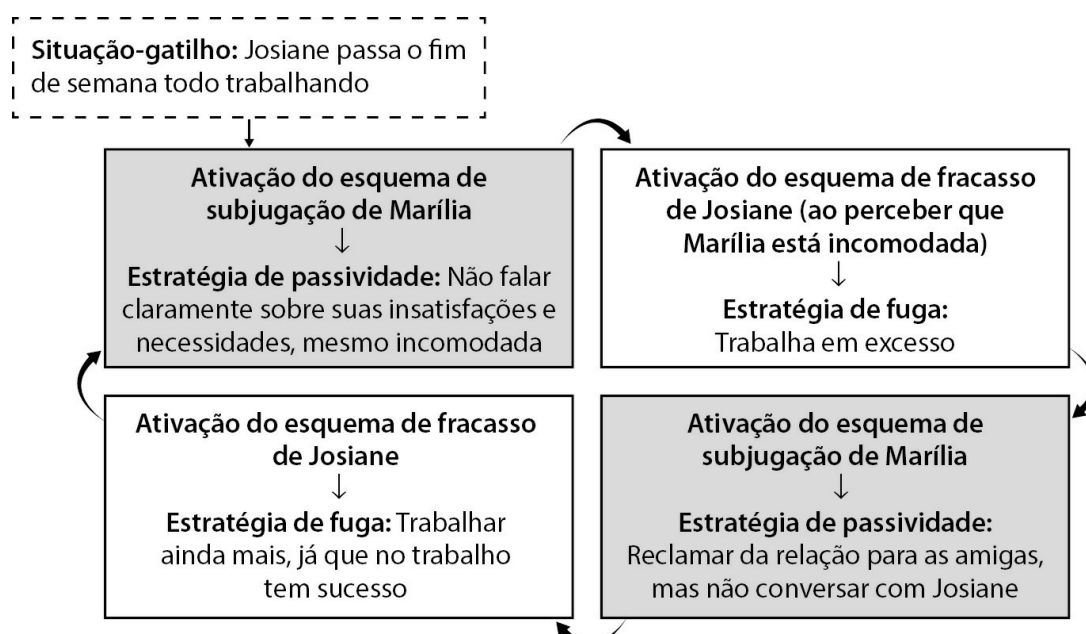 Situação-gatilho: Josiane passa o fim
de semana todo trabalhando
Ativação do esquema de
subjugação de Marília
↓
Estratégia de passividade: Não falar
claramente sobre suas insatisfações e
necessidades, mesmo incomodada
Ativação do esquema de fracasso
de Josiane (ao perceber que
Marília está incomodada)
↓
Estratégia de fuga:
Trabalha em excesso
Ativação do esquema de fracasso
de Josiane
↓
Estratégia de fuga: Trabalhar
ainda mais, já que no trabalho
tem sucesso
Ativação do esquema de
subjugação de Marília
↓
Estratégia de passividade:
Reclamar da relação para as amigas,
mas não conversar com Josiane